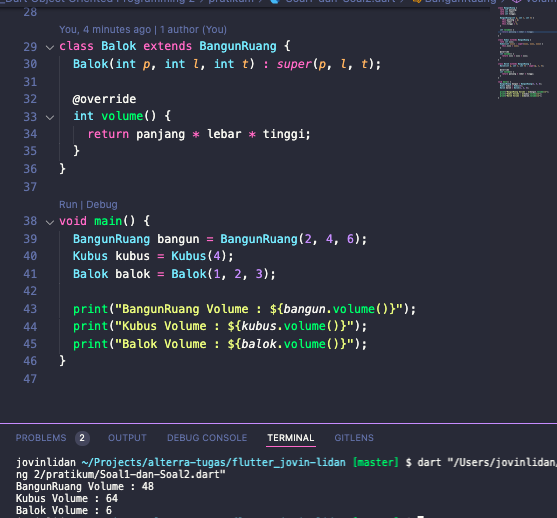 _Dart Object Oriented Programming 2 / pratikum / Soal1-dan-Soal2.dart / BangunRuang /
28
You, 4 minutes ago | 1 author (You)
29 class Balok extends BangunRuang {
30 Balok(int p, int l, int t) : super(p, l, t);
31
32 @override
33 int volume() {
34 return panjang * lebar * tinggi;
35 }
36 }
37
Run | Debug
38 void main() {
39 BangunRuang bangun = BangunRuang(2, 4, 6);
40 Kubus kubus = Kubus(4);
41 Balok balok = Balok(1, 2, 3);
42
43 print("BangunRuang Volume : ${bangun.volume()}");
44 print("Kubus Volume : ${kubus.volume()}");
45 print("Balok Volume : ${balok.volume()}");
46 }
47
PROBLEMS 2 OUTPUT DEBUG CONSOLE TERMINAL GITLENS
jovinlidan ~/Projects/alterra-tugas/flutter_jovin-lidan [master] $ dart "/Users/jovinlidan/
ng 2/pratikum/Soal1-dan-Soal2.dart"
BangunRuang Volume : 48
Kubus Volume : 64
Balok Volume : 6